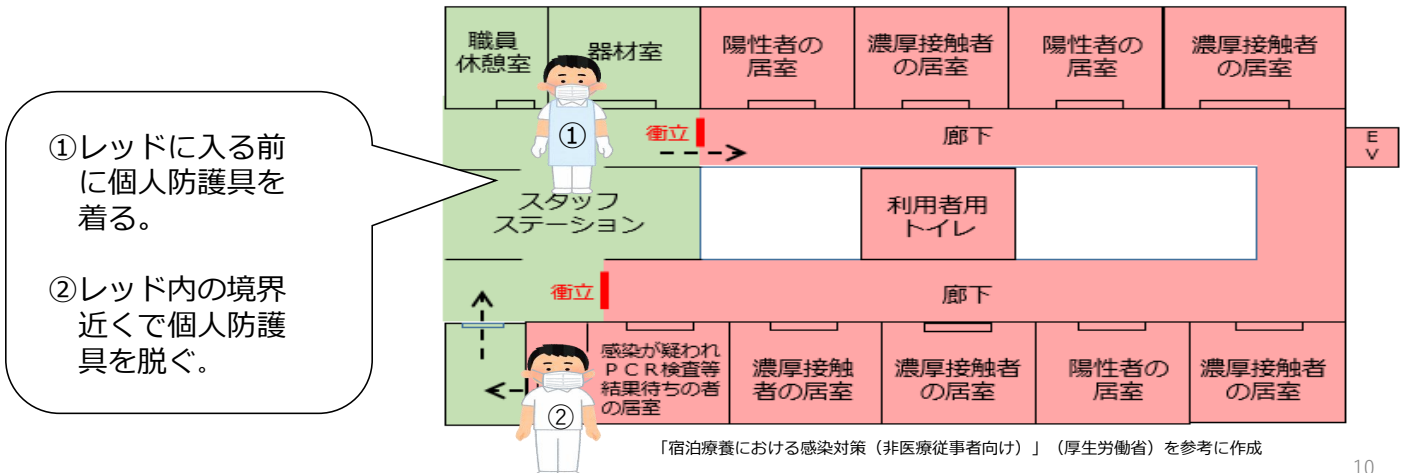 ①レッドに入る前
に個人防護具を
着る。
②レッド内の境界
近くで個人防護
具を脱ぐ。
職員
休憩室
器材室
陽性者の
居室
濃厚接触者
の居室
陽性者の
居室
濃厚接触者
の居室
①
衝立
廊下
E
V
スタッフ
ステーション
利用者用
トイレ
衝立
廊下
②
感染が疑われ
PCR検査等
結果待ちの者
の居室
濃厚接触
者の居室
濃厚接触者
の居室
陽性者の
居室
濃厚接触者
の居室
「宿泊療養における感染対策（非医療従事者向け）」（厚生労働省）を参考に作成
10